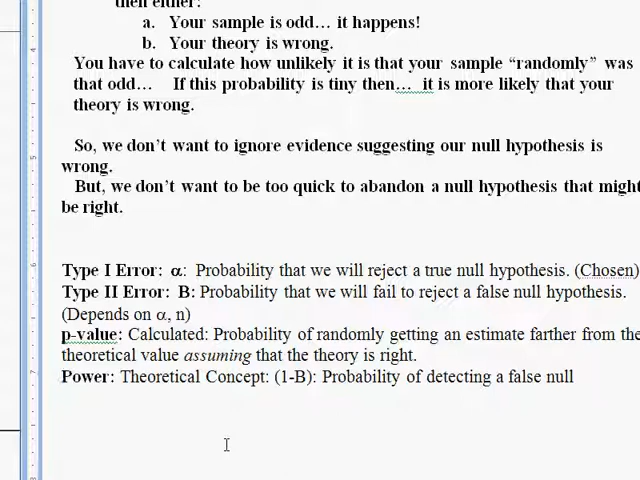 then either:
a. Your sample is odd… it happens!
b. Your theory is wrong.
You have to calculate how unlikely it is that your sample “randomly” was
that odd… If this probability is tiny then… it is more likely that your
theory is wrong.
So, we don’t want to ignore evidence suggesting our null hypothesis is
wrong.
But, we don’t want to be too quick to abandon a null hypothesis that might
be right.
Type I Error: α: Probability that we will reject a true null hypothesis. (Chosen)
Type II Error: B: Probability that we will fail to reject a false null hypothesis.
(Depends on α, n)
p-value: Calculated: Probability of randomly getting an estimate farther from the
theoretical value assuming that the theory is right.
Power: Theoretical Concept: (1-B): Probability of detecting a false null